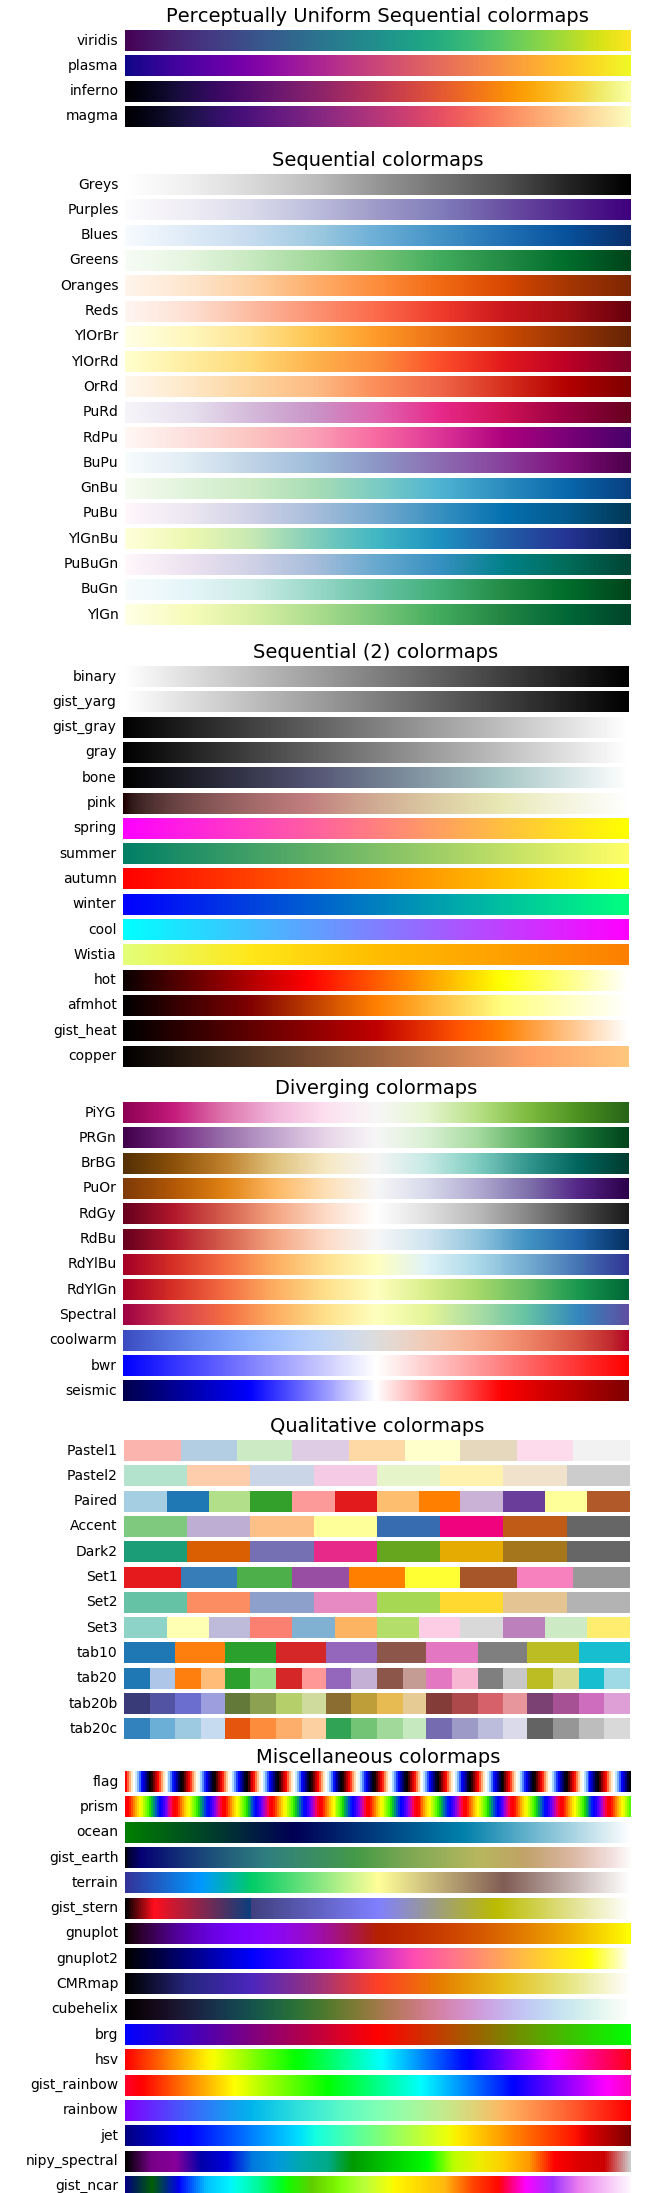 Perceptually Uniform Sequential colormaps
viridis
plasma
inferno
magma
Sequential colormaps
Greys
Purples
Blues
Greens
Oranges
Reds
YlOrBr
YlOrRd
OrRd
PuRd
RdPu
BuPu
GnBu
PuBu
YlGnBu
PuBuGn
BuGn
YlGn
Sequential (2) colormaps
binary
gist_yarg
gist_gray
gray
bone
pink
spring
summer
autumn
winter
cool
Wistia
hot
afmhot
gist_heat
copper
Diverging colormaps
PiYG
PRGn
BrBG
PuOr
RdGy
RdBu
RdYlBu
RdYlGn
Spectral
coolwarm
bwr
seismic
Qualitative colormaps
Pastel1
Pastel2
Paired
Accent
Dark2
Set1
Set2
Set3
tab10
tab20
tab20b
tab20c
Miscellaneous colormaps
flag
prism
ocean
gist_earth
terrain
gist_stern
gnuplot
gnuplot2
CMRmap
cubehelix
brg
hsv
gist_rainbow
rainbow
jet
nipy_spectral
gist_ncar